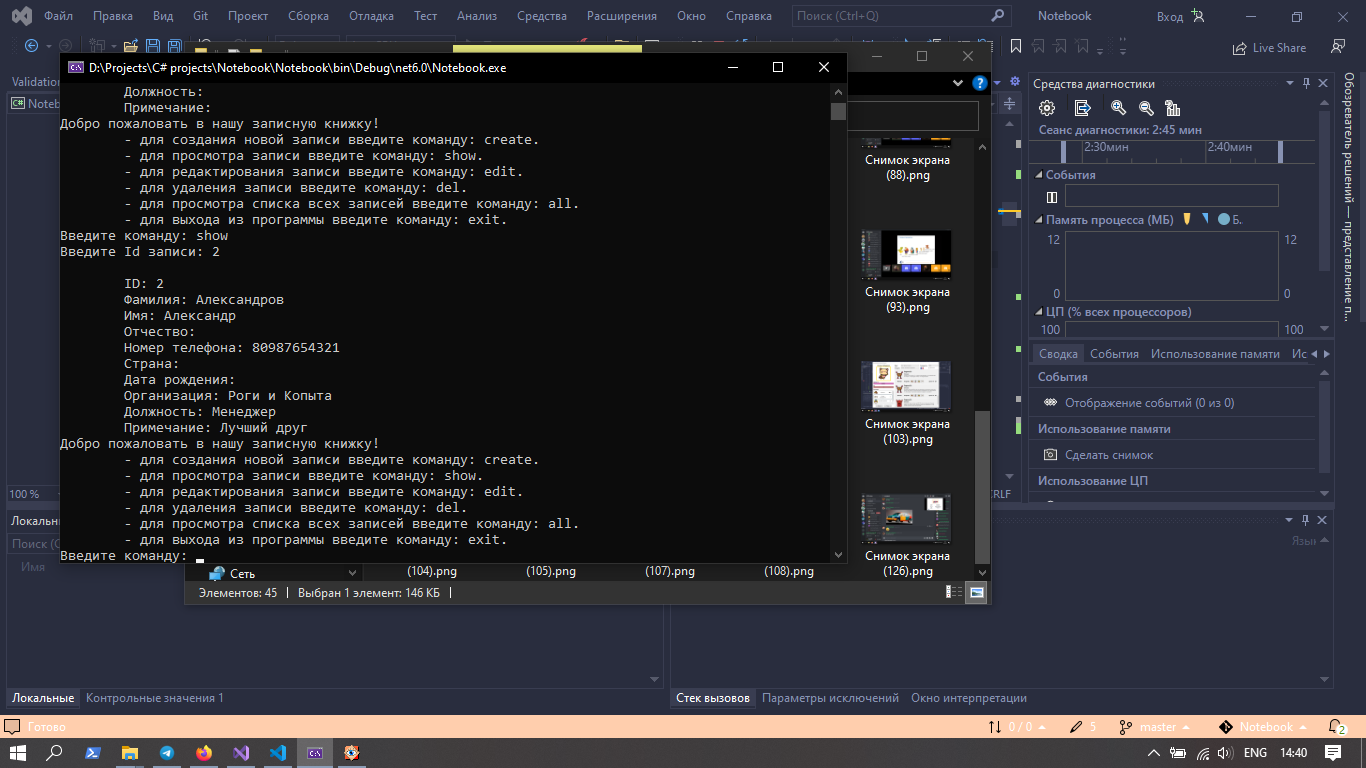 Файл Правка Вид Git Проект Сборка Отладка Тест Анализ Средства Расширения Окно Справка Поиск (Ctrl+Q) Notebook Вход
Live Share
D:\Projects\C# projects\Notebook\Notebook\bin\Debug\net6.0\Notebook.exe
Должность:
Примечание:
Добро пожаловать в нашу записную книжку!
- для создания новой записи введите команду: create.
- для просмотра записи введите команду: show.
- для редактирования записи введите команду: edit.
- для удаления записи введите команду: del.
- для просмотра списка всех записей введите команду: all.
- для выхода из программы введите команду: exit.
Введите команду: show
Введите Id записи: 2
ID: 2
Фамилия: Александров
Имя: Александр
Отчество:
Номер телефона: 80987654321
Страна:
Дата рождения:
Организация: Роги и Копыта
Должность: Менеджер
Примечание: Лучший друг
Добро пожаловать в нашу записную книжку!
- для создания новой записи введите команду: create.
- для просмотра записи введите команду: show.
- для редактирования записи введите команду: edit.
- для удаления записи введите команду: del.
- для просмотра списка всех записей введите команду: all.
- для выхода из программы введите команду: exit.
Введите команду:
Validation
C# Noteb
100 %
Локальн
Поиск (C
Имя
Снимок экрана
(88).png
Снимок экрана
(93).png
Снимок экрана
(103).png
Снимок экрана
(126).png
Сеть
(104).png (105).png (107).png (108).png
Элементов: 45 Выбран 1 элемент: 146 КБ
CRLF
Средства диагностики
Сеанс диагностики: 2:45 мин
2:30мин 2:40мин
События
Память процесса (МБ) Б.
12 12
0 0
ЦП (% всех процессоров)
100 100
Сводка События Использование памяти Ис
События
Отображение событий (0 из 0)
Использование памяти
Сделать снимок
Использование ЦП
Обозреватель решений — представление п...
Язы
Локальные Контрольные значения 1
Стек вызовов Параметры исключений Окно интерпретации
Готово
0 / 0 5 master Notebook 2
ENG 14:40